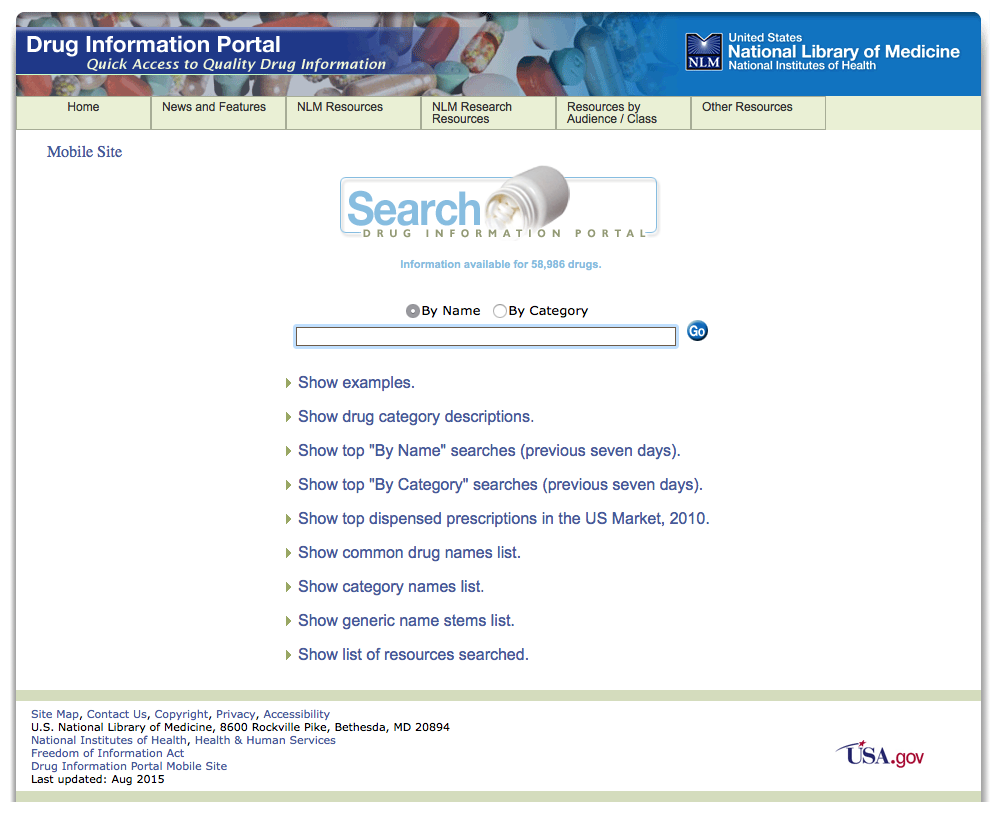 Drug Information Portal
Quick Access to Quality Drug Information
NLM
United States
National Library of Medicine
National Institutes of Health
Home
News and Features
NLM Resources
NLM Research
Resources
Resources by
Audience / Class
Other Resources
Mobile Site
Search
DRUG INFORMATION PORTAL
Information available for 58,986 drugs.
By Name By Category
Go
Show examples.
Show drug category descriptions.
Show top "By Name" searches (previous seven days).
Show top "By Category" searches (previous seven days).
Show top dispensed prescriptions in the US Market, 2010.
Show common drug names list.
Show category names list.
Show generic name stems list.
Show list of resources searched.
Site Map, Contact Us, Copyright, Privacy, Accessibility
U.S. National Library of Medicine, 8600 Rockville Pike, Bethesda, MD 20894
National Institutes of Health, Health & Human Services
Freedom of Information Act
Drug Information Portal Mobile Site
Last updated: Aug 2015
USA.gov